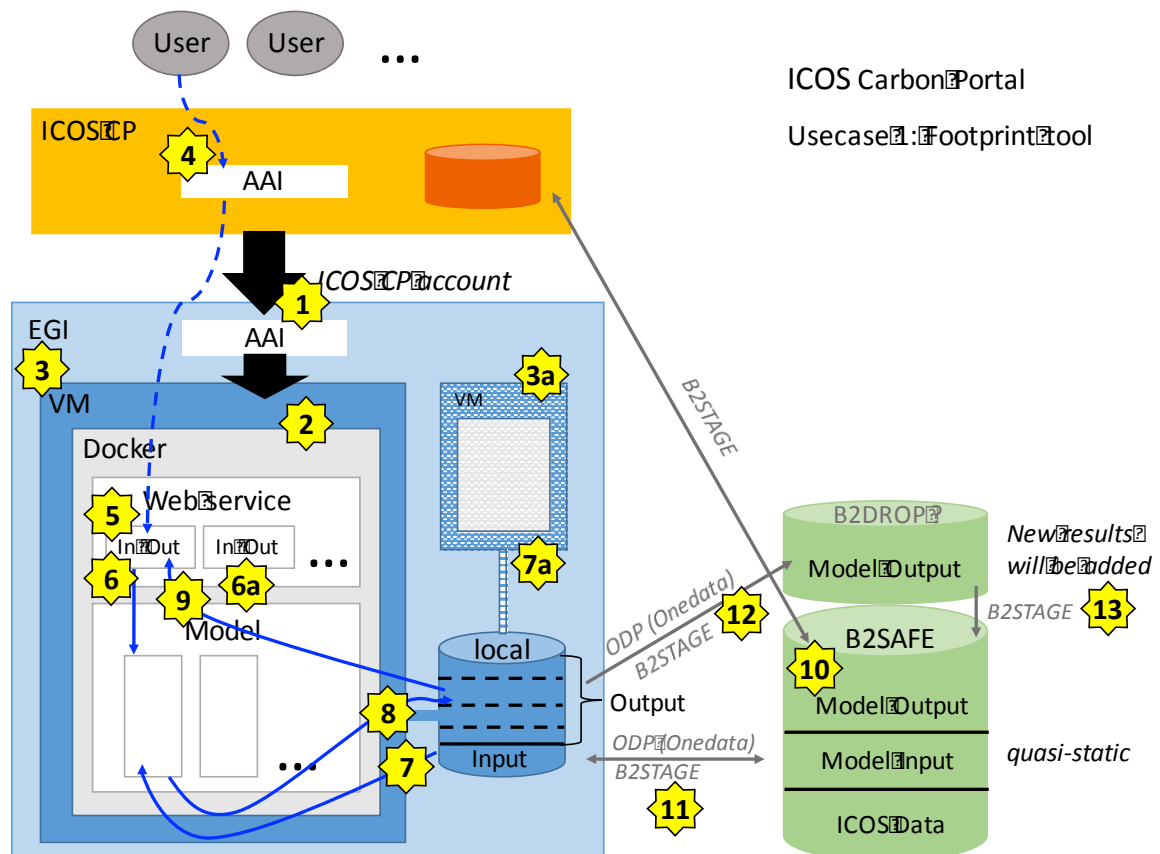 User
User
...
ICOS Carbon Portal
Usecase 1: Footprint tool
ICOS CP
4
AAI
ICOS CP account
1
EGI
AAI
3
VM
3a
VM
2
Docker
B2STAGE
Web service
5
In Out
In Out
...
6
6a
7a
9
Model
B2DROP ?
Model Output
New results
will be added
B2STAGE
13
ODP (Onedata)
12
B2STAGE
local
B2SAFE
10
Output
Model Output
8
ODP (Onedata)
Input
Model Input
quasi-static
...
7
B2STAGE
11
ICOS Data